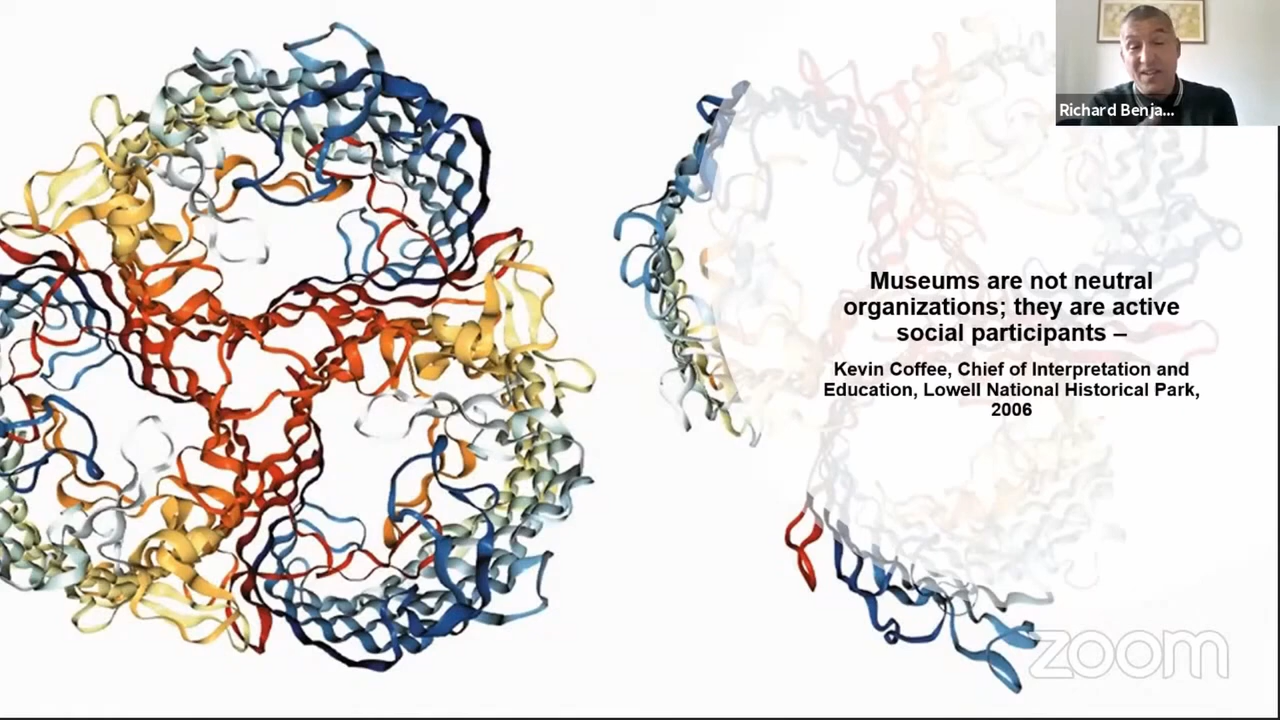 Richard Benja...
Museums are not neutral
organizations; they are active
social participants –
Kevin Coffee, Chief of Interpretation and
Education, Lowell National Historical Park,
2006
zoom